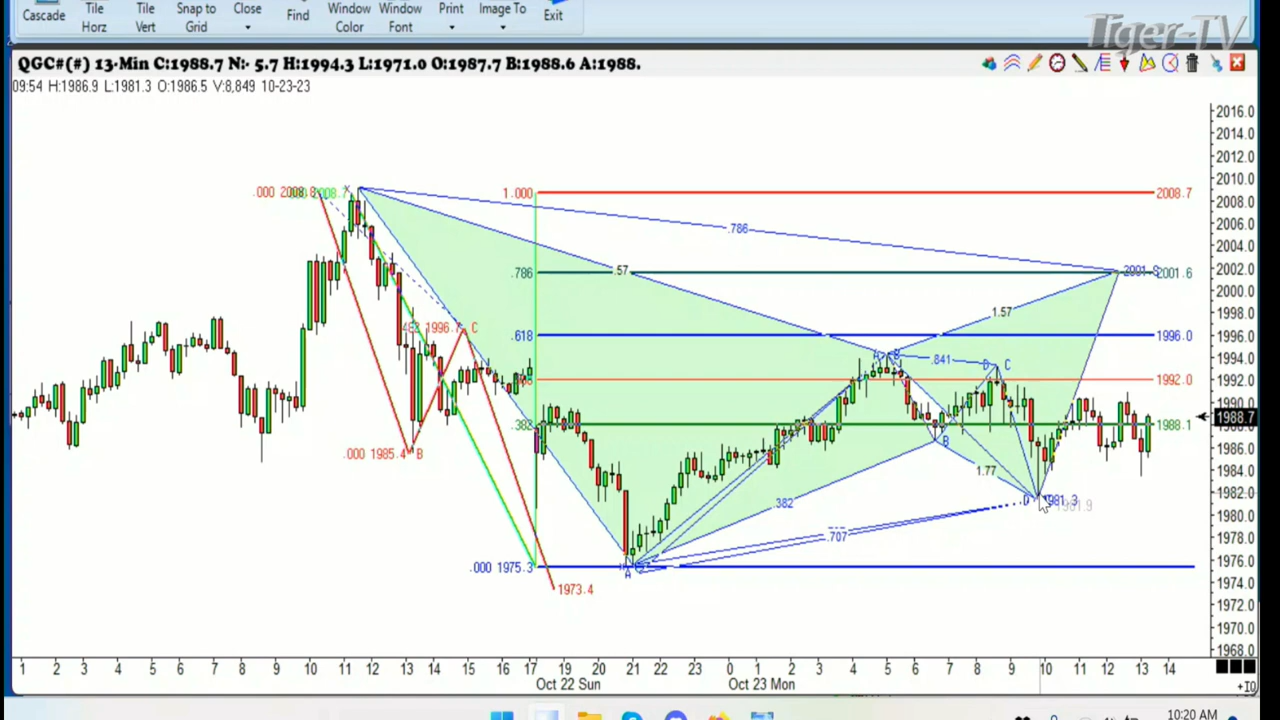 Cascade Tile Horz Tile Vert Snap to Grid Close Find Window Color Window Font Print Image To Exit
Tiger-TV
QGC#(#) 13-Min C:1988.7 N:- 5.7 H:1994.3 L:1971.0 O:1987.7 B:1988.6 A:1988.
09:54 H:1986.9 L:1981.3 O:1986.5 V:8,849 10-23-23
2016.0
2014.0
2012.0
2010.0
.000 2008.8 X 1.000 2008.7
2008.0
2006.0
.786
2004.0
.786 .57 2001.6
2002.0
2000.0
1.57
1998.0
1996.7 C .618 1996.0
1994.0
A B .841 D C
1992.0 1992.0
1990.0
.382 1988.1 1988.7
B
1986.0
.000 1985.4 B
1.77
1984.0
.382 D 1981.3 1981.9
1982.0
1980.0
.707
1978.0
.000 1975.3 A
1976.0
1973.4
1974.0
1972.0
1970.0
1968.0
1 2 3 4 5 6 7 8 9 10 11 12 13 14 15 16 17 19 20 21 22 23 0 1 2 3 4 5 6 7 8 9 10 11 12 13 14
Oct 22 Sun Oct 23 Mon
+IQ
10:20 AM